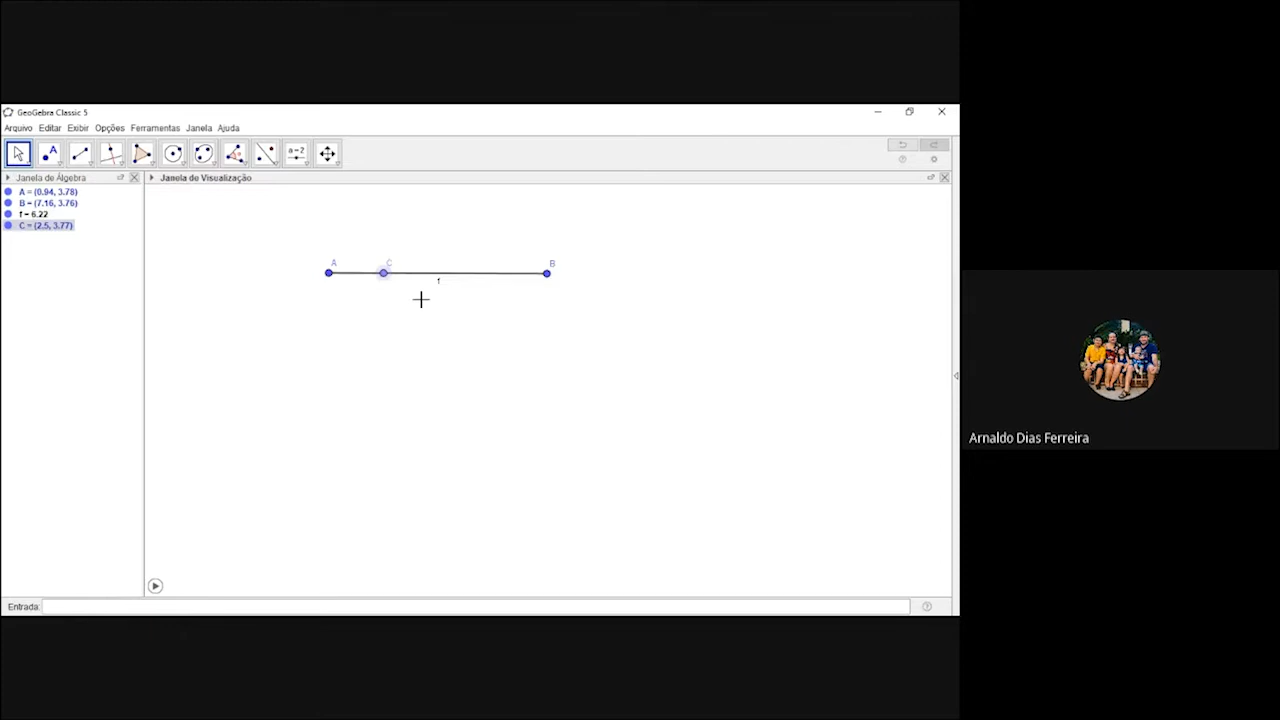 GeoGebra Classic 5
Arquivo Editar Exibir Opções Ferramentas Janela Ajuda
A
a=2
Janela de Álgebra
Janela de Visualização
A = (0.94, 3.78)
B = (7.16, 3.76)
f = 6.22
C = (2.5, 3.77)
A C B
f
Arnaldo Dias Ferreira
Entrada: